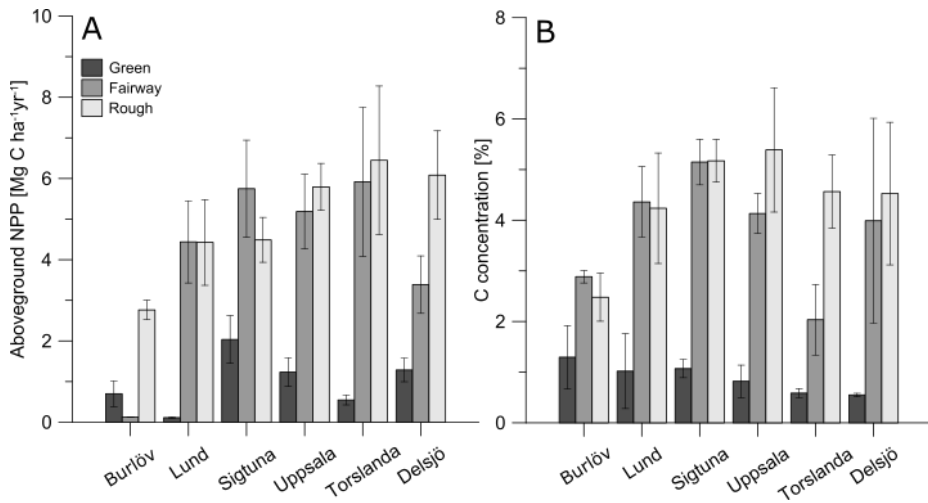 A
Aboveground NPP [Mg C ha⁻¹yr⁻¹]
10
8
6
4
2
0
Green
Fairway
Rough
Burlöv
Lund
Sigtuna
Uppsala
Torslanda
Delsjö
B
C concentration [%]
8
6
4
2
0
Burlöv
Lund
Sigtuna
Uppsala
Torslanda
Delsjö